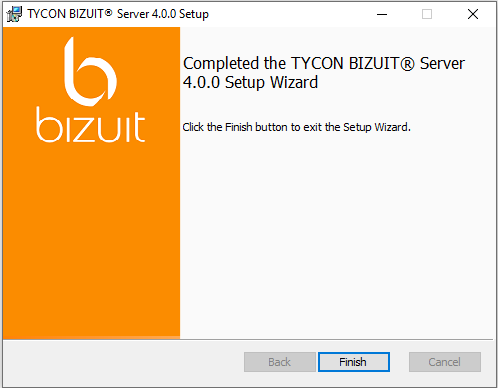 TYCON BIZUIT® Server 4.0.0 Setup
bizuit
Completed the TYCON BIZUIT® Server
4.0.0 Setup Wizard
Click the Finish button to exit the Setup Wizard.
Back
Finish
Cancel